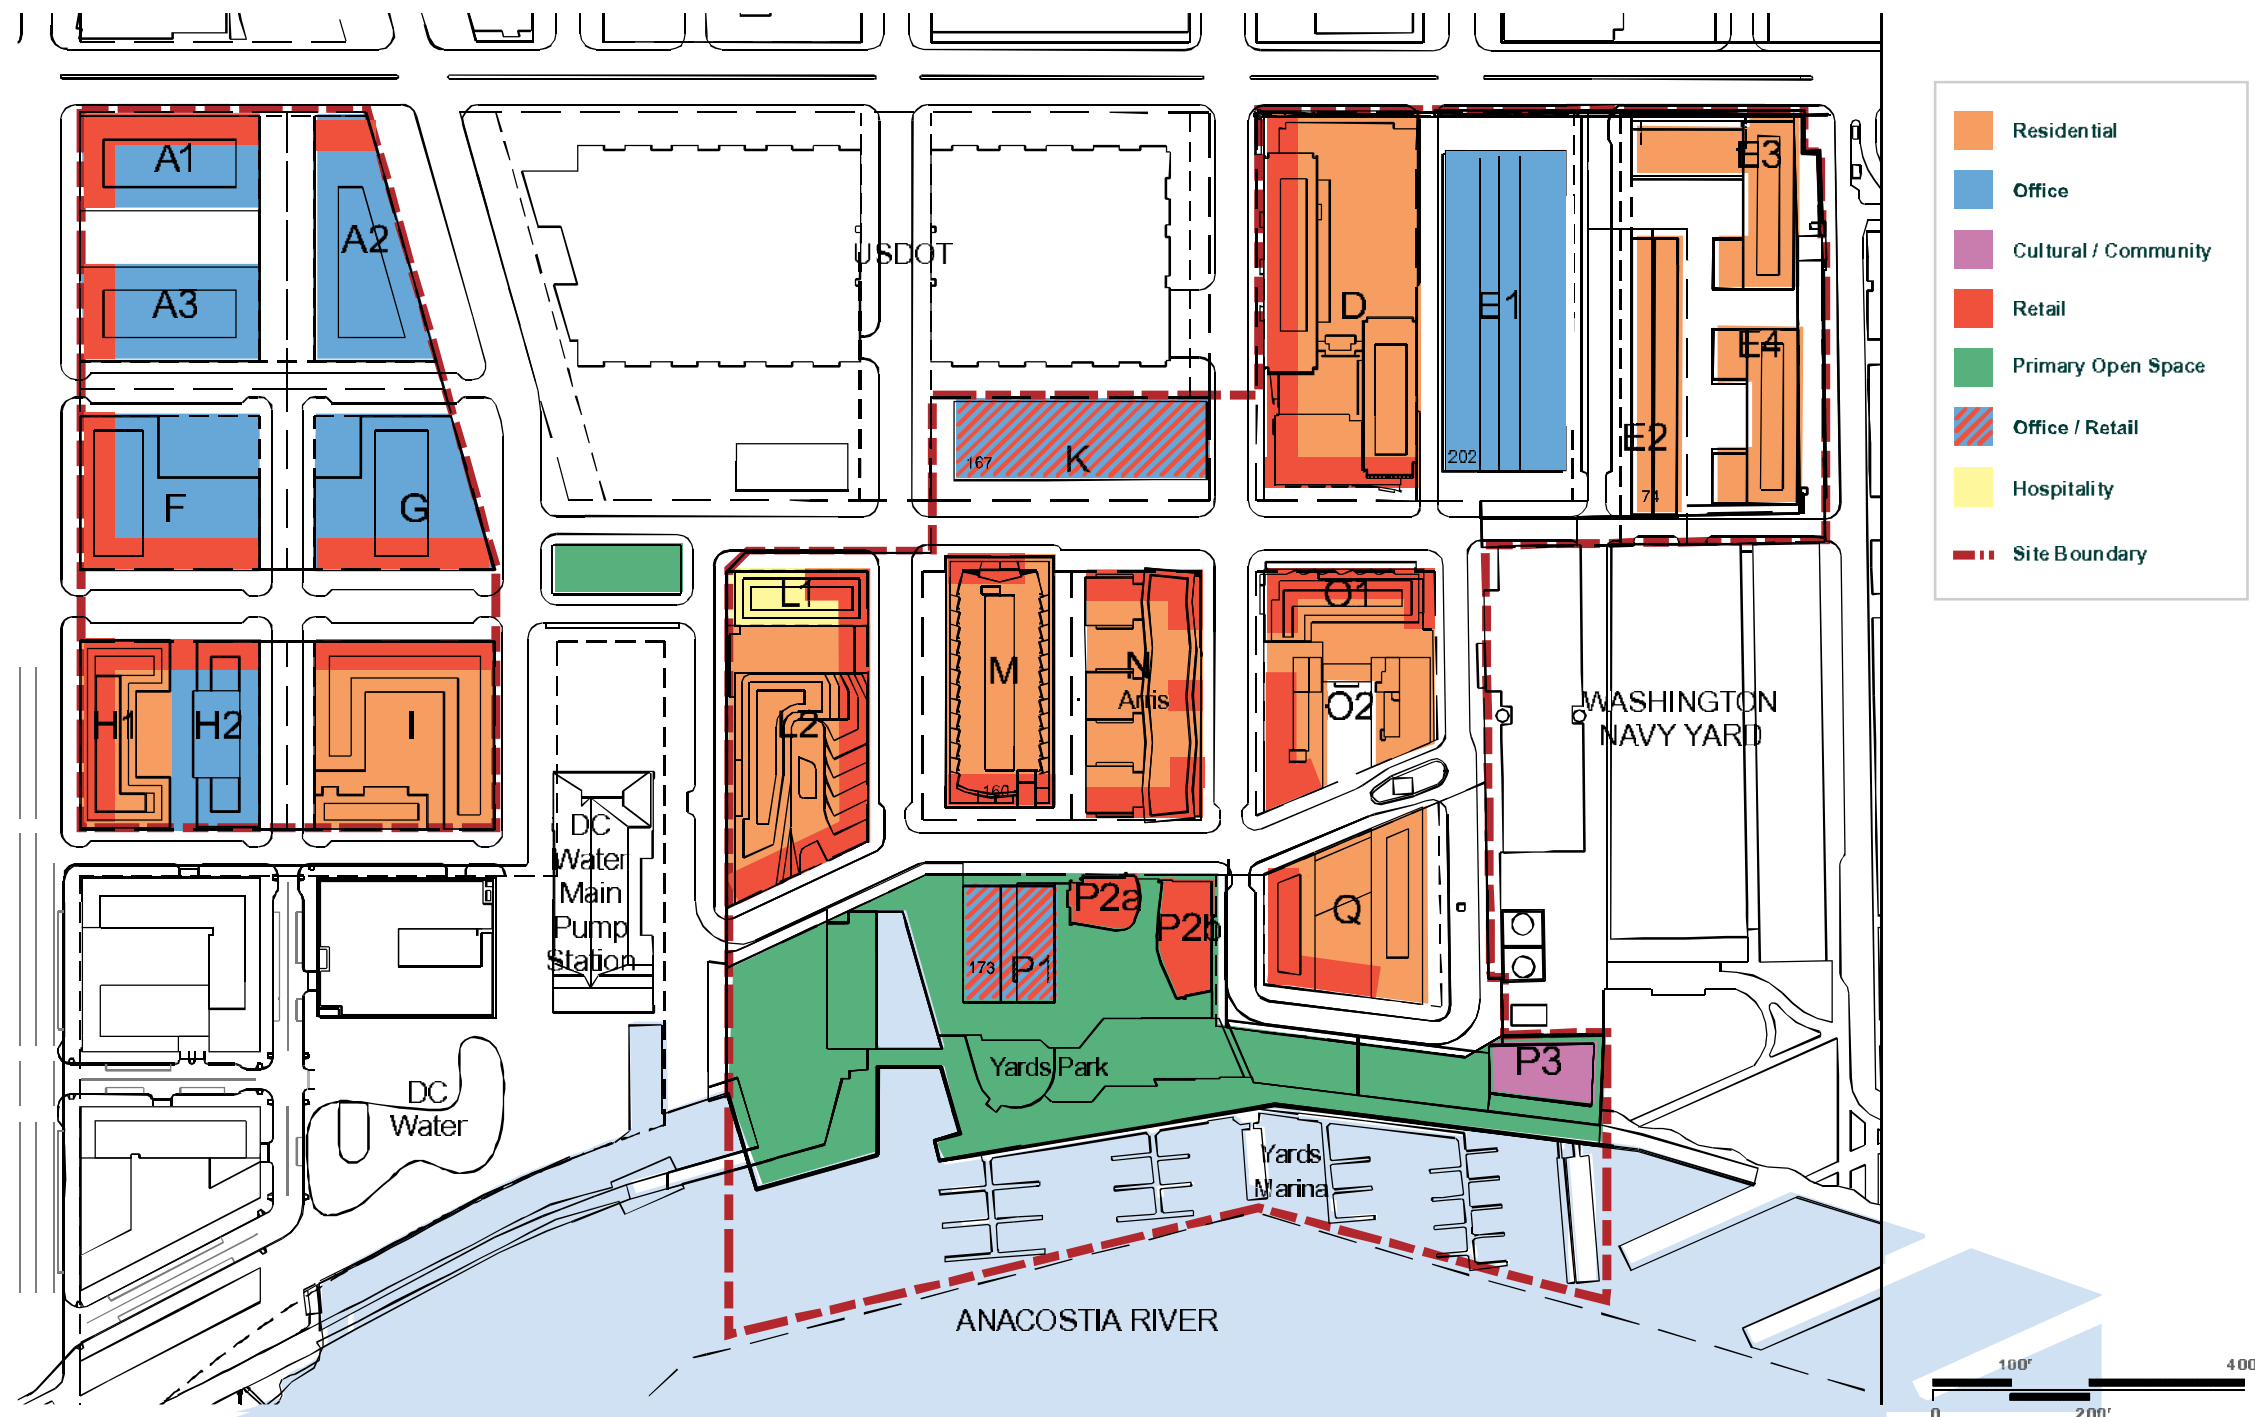 A1
A2
A3
USDOT
D
E1
E3
E4
E2
74
202
K
167
F
G
H1
H2
I
L1
L2
M
160
N
Arris
O1
O2
WASHINGTON
NAVY YARD
DC
Water
Main
Pump
Station
P2a
P2b
P1
173
Q
Yards Park
P3
DC
Water
Yards
Marina
ANACOSTIA RIVER
Residential
Office
Cultural / Community
Retail
Primary Open Space
Office / Retail
Hospitality
Site Boundary
100'
400
0
200'